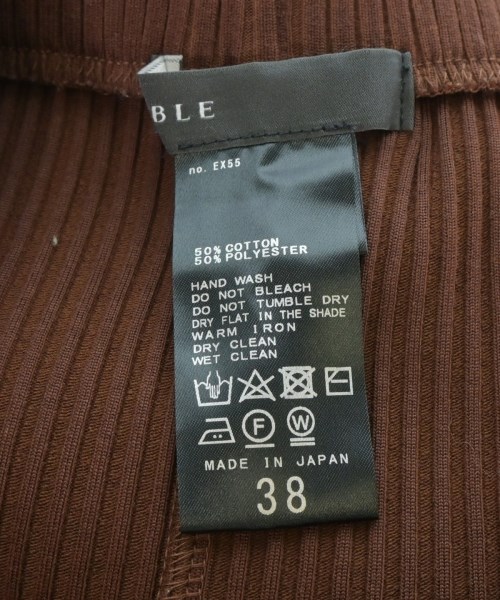 BLE
no. EX55
50% COTTON
50% POLYESTER
HAND WASH
DO NOT BLEACH
DO NOT TUMBLE DRY
DRY FLAT IN THE SHADE
WARM IRON
DRY CLEAN
WET CLEAN
F W
MADE IN JAPAN
38